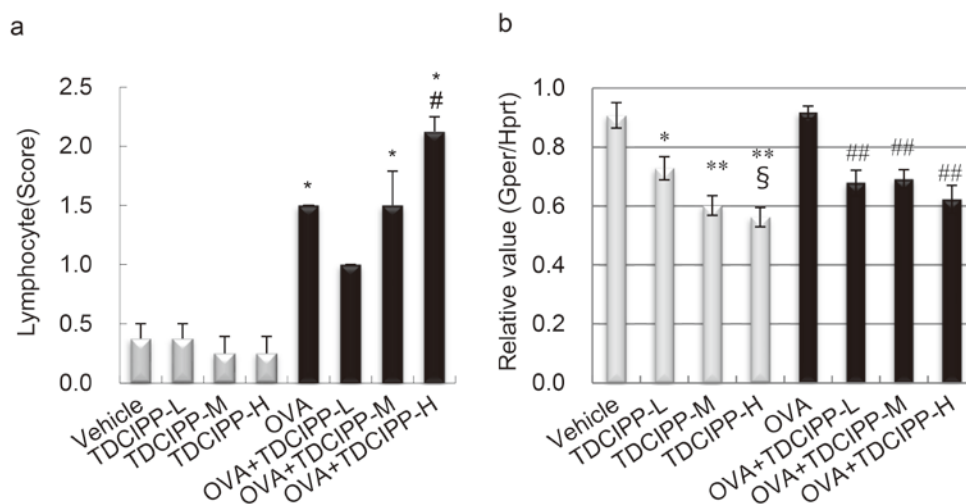 a
Lymphocyte(Score)
2.5
2.0
1.5
1.0
0.5
0.0
*
*
*
#
Vehicle
TDCIPP-L
TDCIPP-M
TDCIPP-H
OVA
OVA+TDCIPP-L
OVA+TDCIPP-M
OVA+TDCIPP-H
b
Relative value (Gper/Hprt)
1.0
0.8
0.6
0.4
0.2
0.0
*
**
**
§
##
##
##
Vehicle
TDCIPP-L
TDCIPP-M
TDCIPP-H
OVA
OVA+TDCIPP-L
OVA+TDCIPP-M
OVA+TDCIPP-H